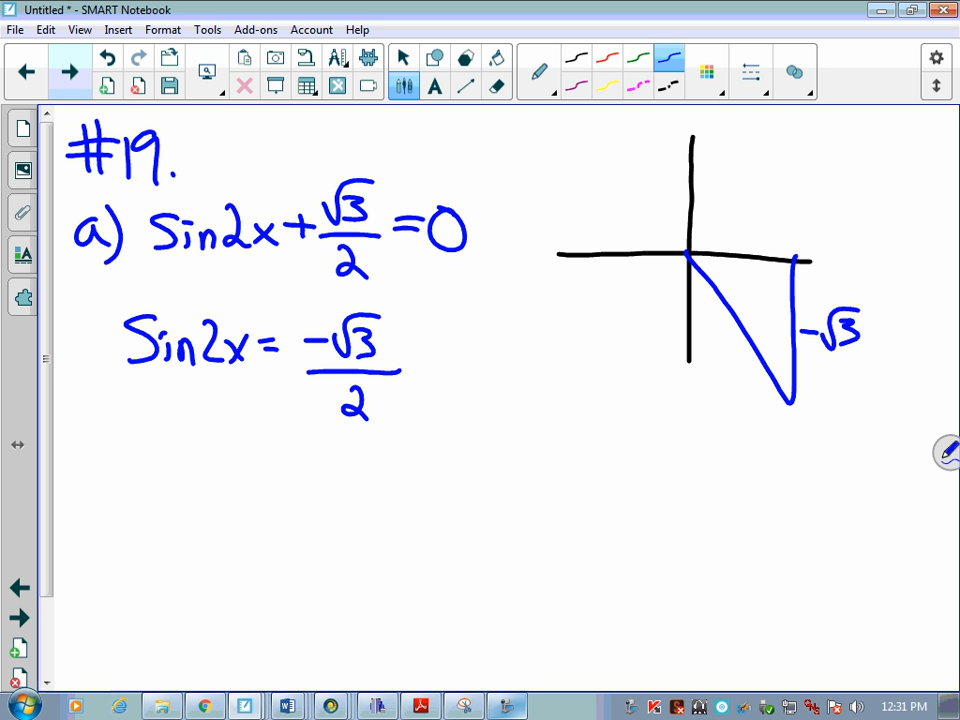 Untitled * - SMART Notebook
File Edit View Insert Format Tools Add-ons Account Help
#19.
a) Sin2x + √3/2 = 0
Sin2x = -√3/2
-√3
12:31 PM